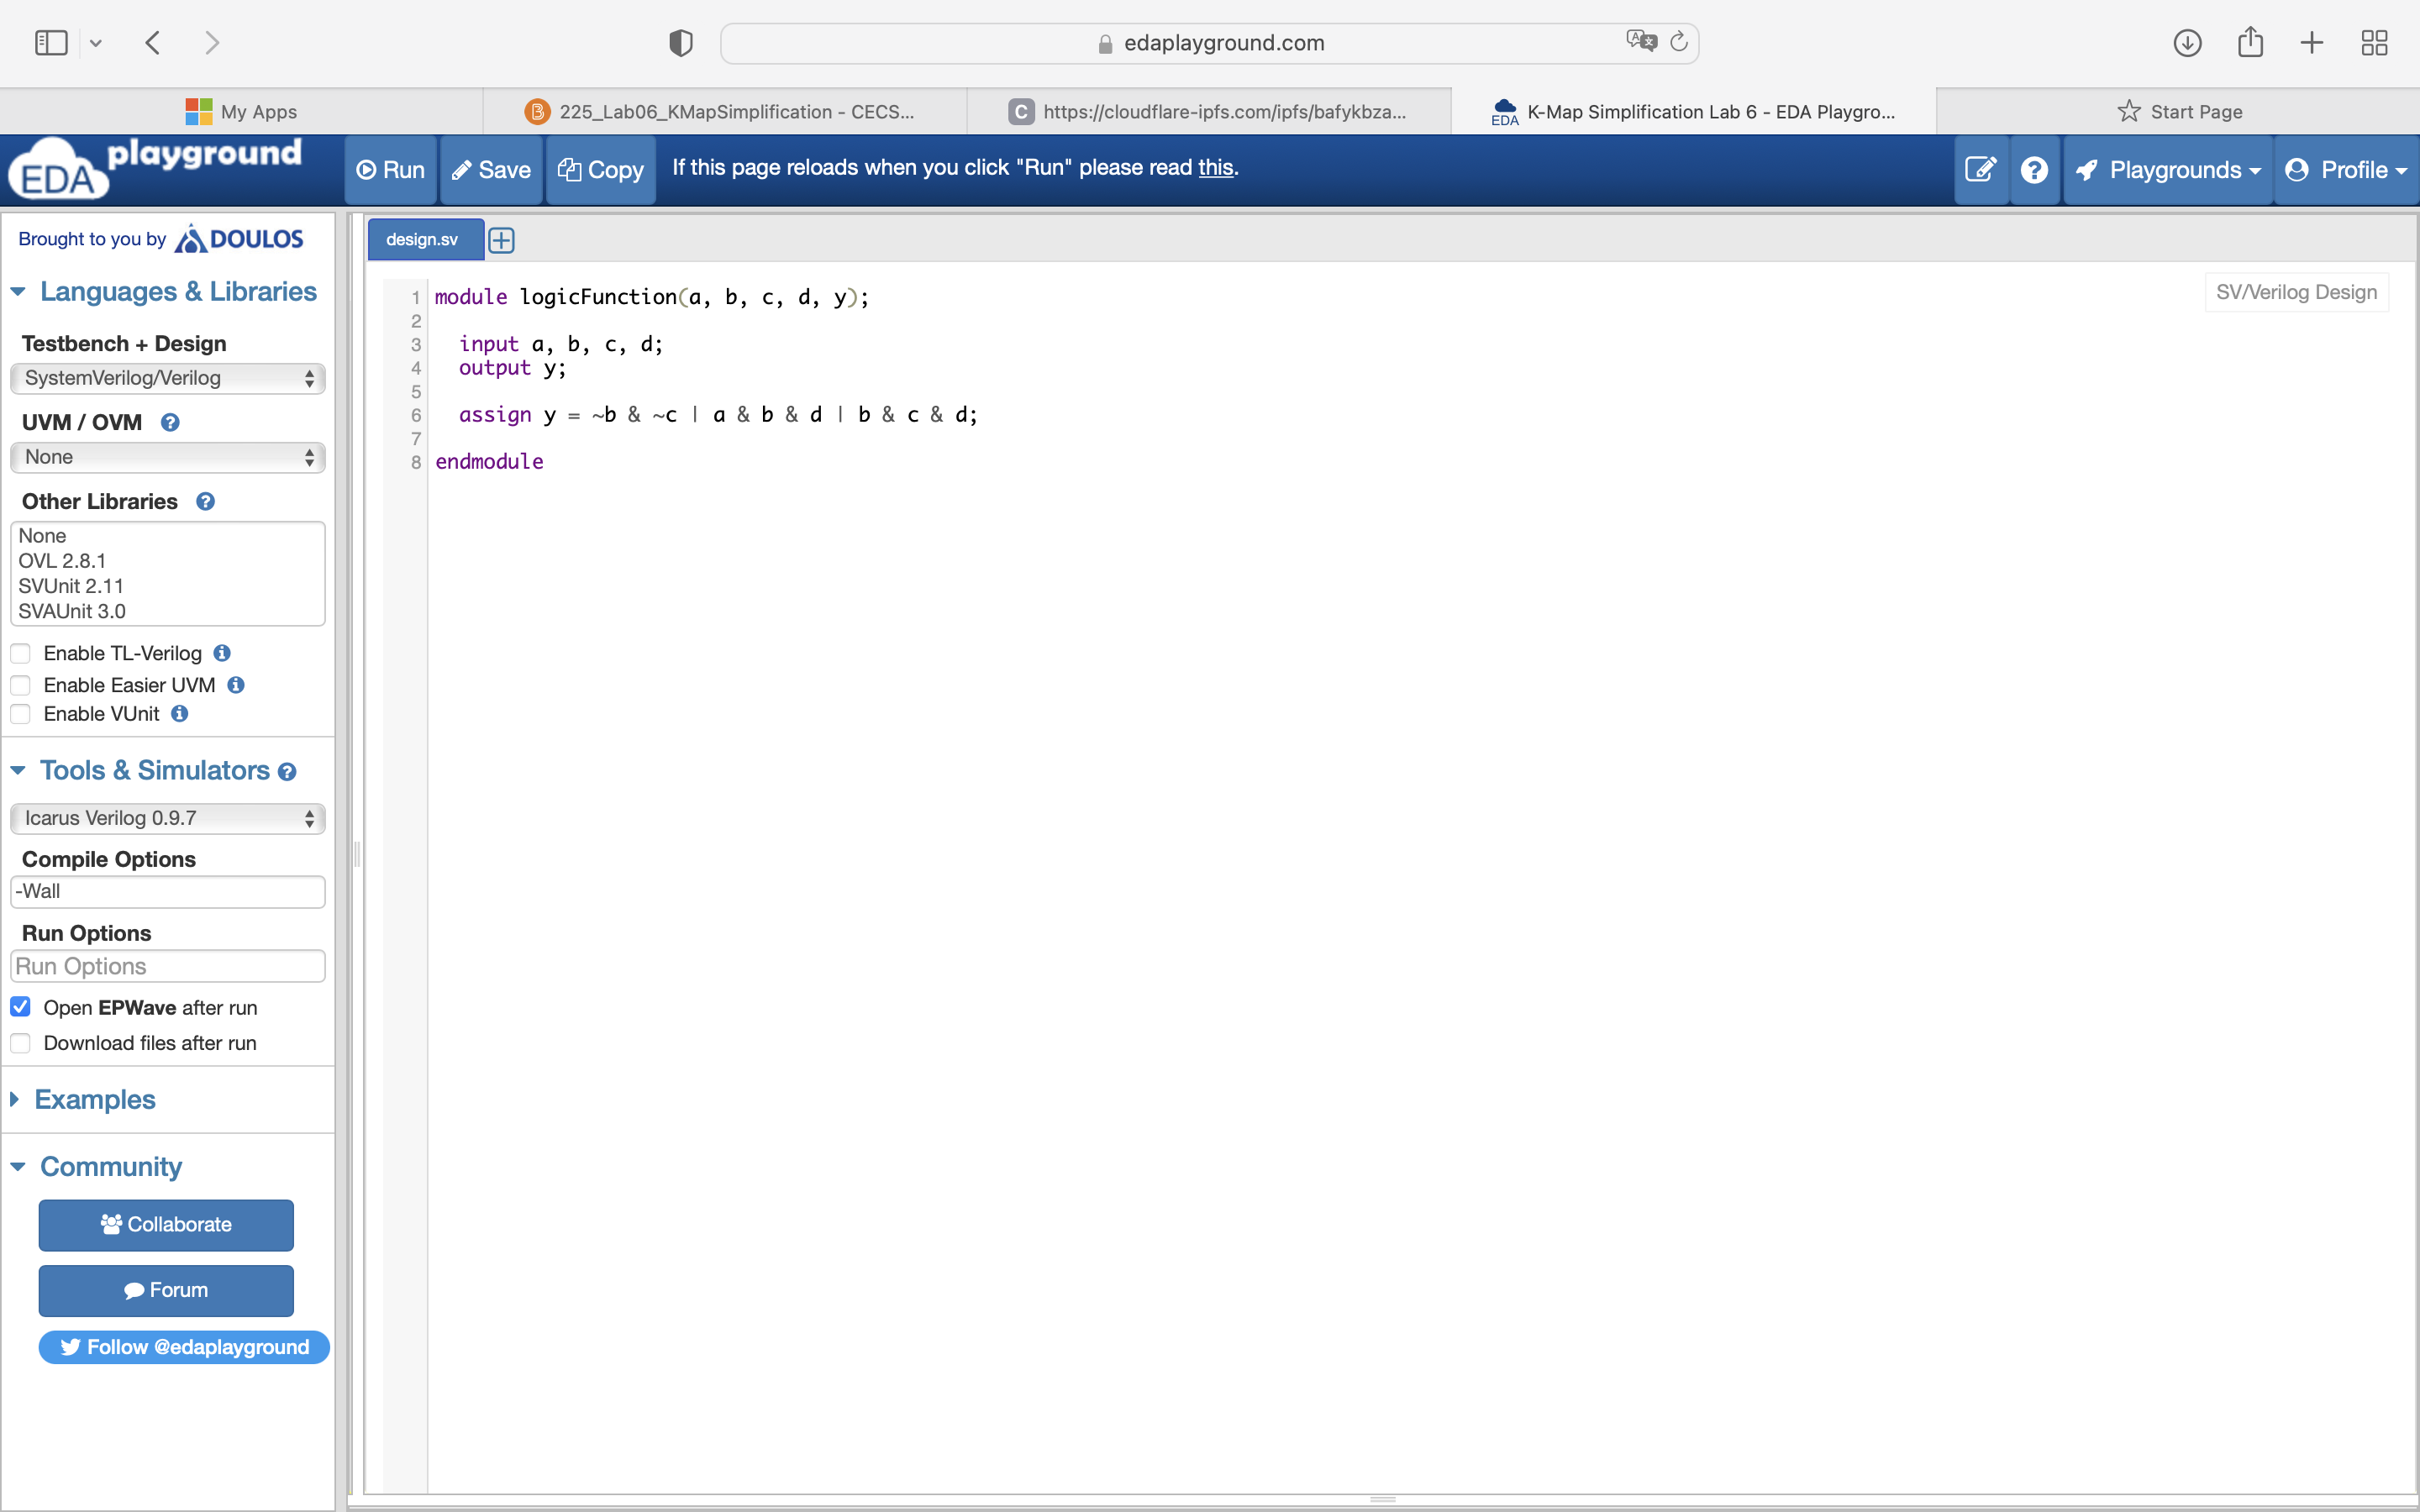 edaplayground.com
My Apps
225_Lab06_KMapSimplification - CECS...
https://cloudflare-ipfs.com/ipfs/bafykbza...
EDA K-Map Simplification Lab 6 - EDA Playgro...
Start Page
EDA playground
Run
Save
Copy
If this page reloads when you click "Run" please read this.
Playgrounds
Profile
Brought to you by DOULOS
Languages & Libraries
Testbench + Design
SystemVerilog/Verilog
UVM / OVM
None
Other Libraries
None
OVL 2.8.1
SVUnit 2.11
SVAUnit 3.0
Enable TL-Verilog
Enable Easier UVM
Enable VUnit
Tools & Simulators
Icarus Verilog 0.9.7
Compile Options
-Wall
Run Options
Run Options
Open EPWave after run
Download files after run
Examples
Community
Collaborate
Forum
Follow @edaplayground
design.sv
SV/Verilog Design
1 module logicFunction(a, b, c, d, y);
2
3 input a, b, c, d;
4 output y;
5
6 assign y = ~b & ~c | a & b & d | b & c & d;
7
8 endmodule